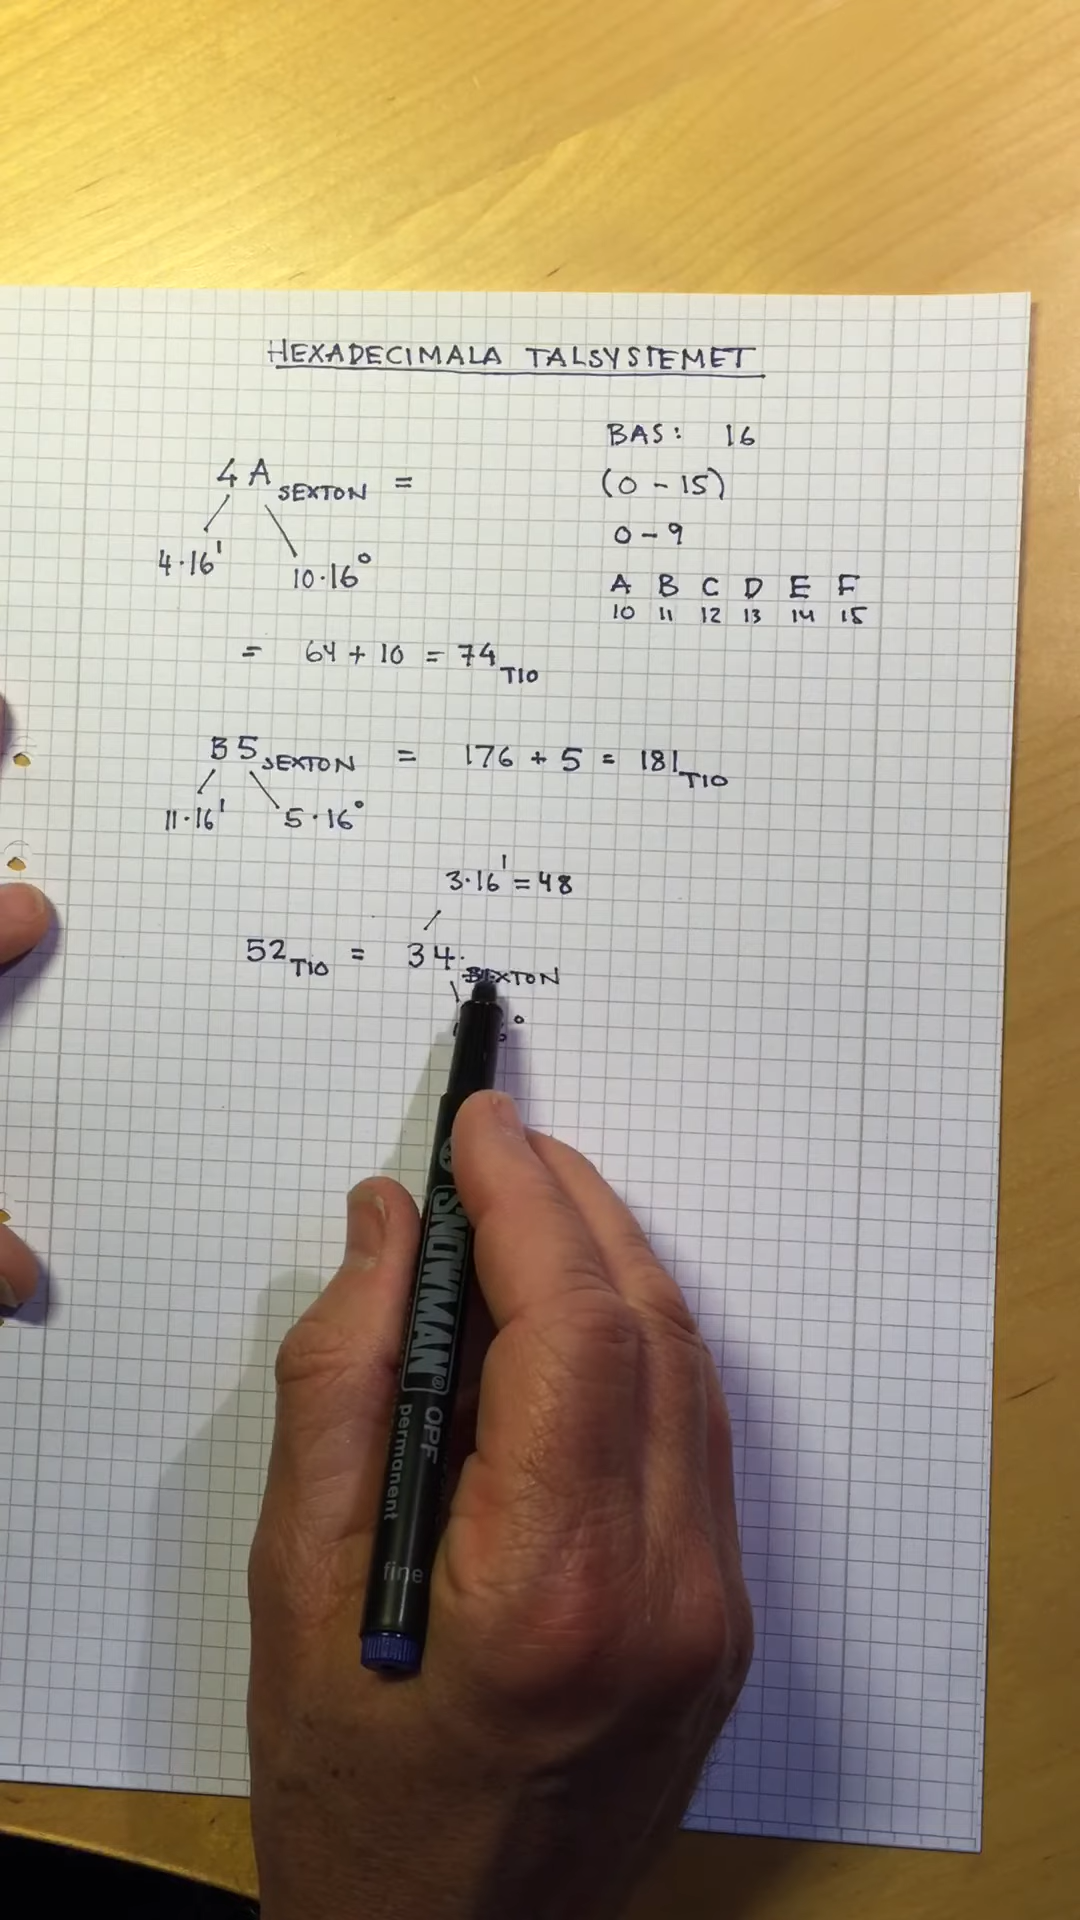 HEXADECIMALA TALSYSTEMET
BAS: 16
(0-15)
0-9
A B C D E F
10 11 12 13 14 15
4A SEXTON =
4·16¹ 10·16⁰
= 64 + 10 = 74 TIO
B5 SEXTON = 176 + 5 = 181 TIO
11·16¹ 5·16⁰
3·16¹ = 48
52 TIO = 34 SEXTON
SNOWMAN® OPF
permanent
fine